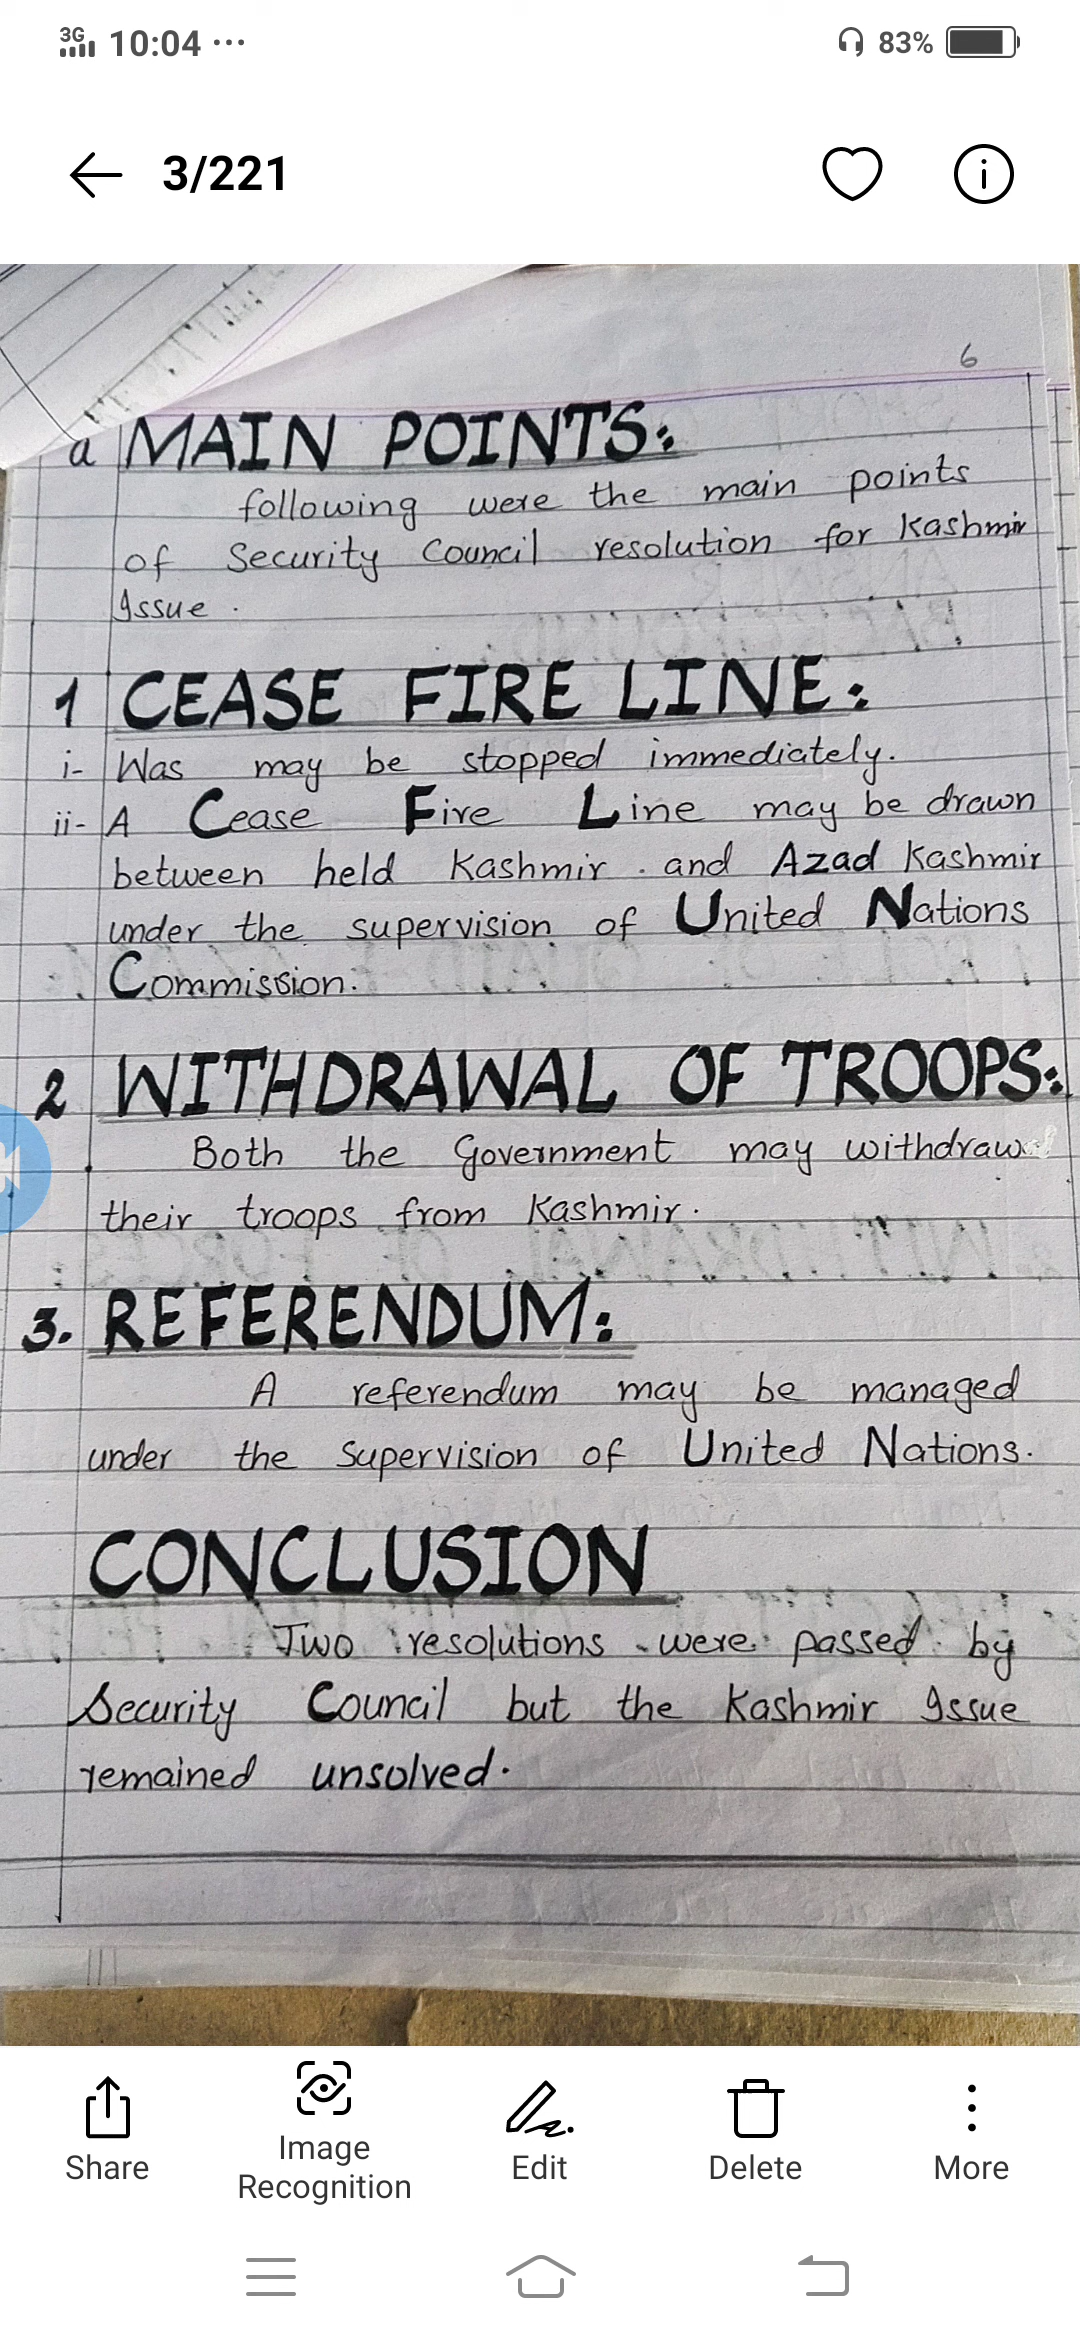 3G 10:04 ...
83%
3/221
6
a MAIN POINTS:
following were the main points
of Security Council resolution for Kashmir
Issue.
1 CEASE FIRE LINE:
i- Was may be stopped immediately.
ii- A Cease Fire Line may be drawn
between held Kashmir and Azad Kashmir
under the supervision of United Nations
Commission.
2 WITHDRAWAL OF TROOPS:
Both the Government may withdraw
their troops from Kashmir.
3. REFERENDUM:
A referendum may be managed
under the Supervision of United Nations.
CONCLUSION
Two resolutions were passed by
Security Council but the Kashmir Issue
remained unsolved.
Share
Image
Recognition
Edit
Delete
More